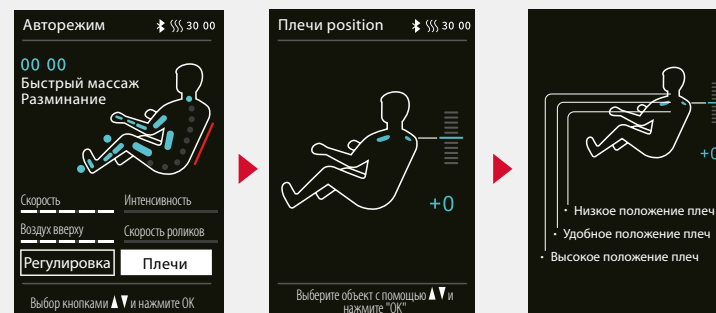 Авторежим 30 00
00 00
Быстрый массаж
Разминание
Скорость Интенсивность
Воздух вверху Скорость роликов
Регулировка Плечи
Выбор кнопками ▲▼ и нажмите ОК
Плечи position 30 00
+0
Выберите объект с помощью ▲▼ и
нажмите "ОК"
+0
· Низкое положение плеч
· Удобное положение плеч
· Высокое положение плеч